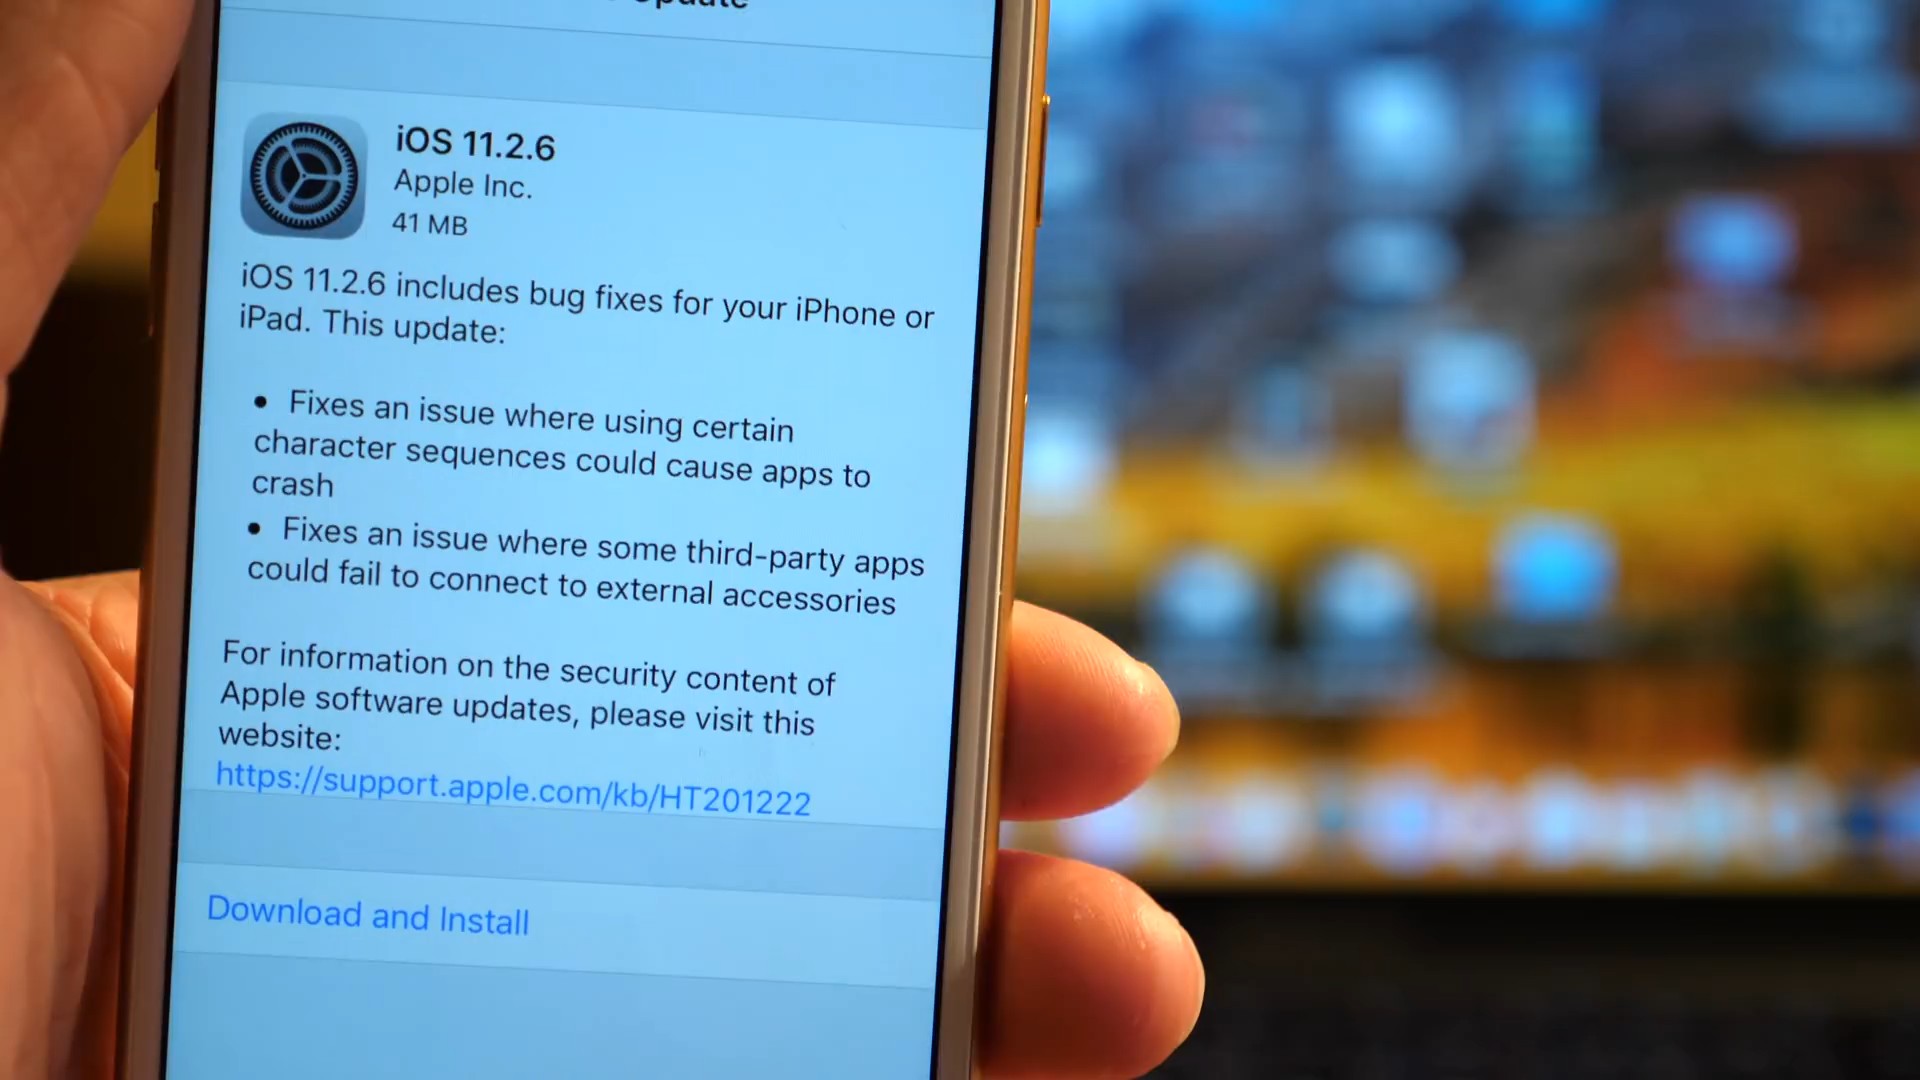 Update
iOS 11.2.6
Apple Inc.
41 MB
iOS 11.2.6 includes bug fixes for your iPhone or
iPad. This update:
• Fixes an issue where using certain
character sequences could cause apps to
crash
• Fixes an issue where some third-party apps
could fail to connect to external accessories
For information on the security content of
Apple software updates, please visit this
website:
https://support.apple.com/kb/HT201222
Download and Install